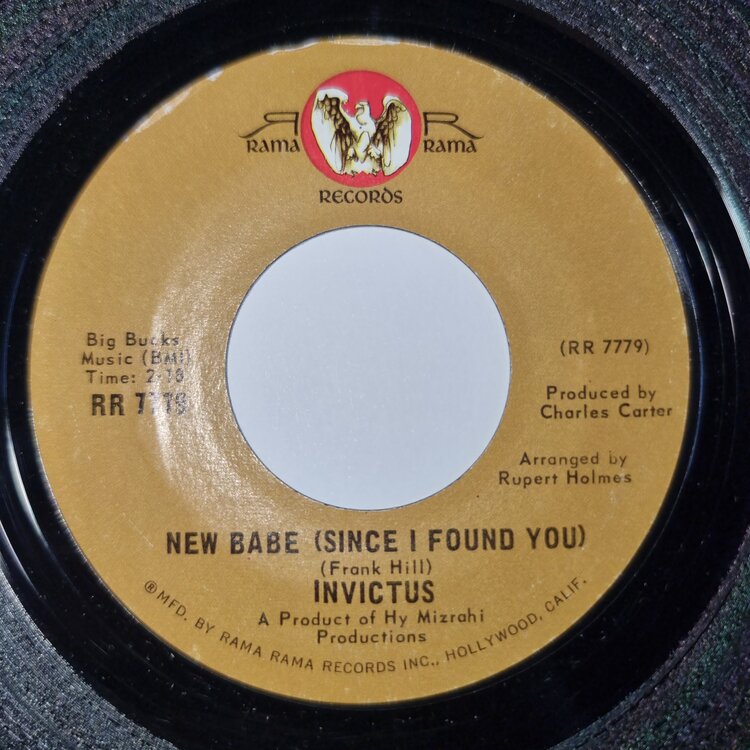 R R
RAMA RAMA
RECORDS
Big Bucks
Music (BMI)
Time: 2:18
RR 7778
(RR 7779)
Produced by
Charles Carter
Arranged by
Rupert Holmes
NEW BABE (SINCE I FOUND YOU)
(Frank Hill)
INVICTUS
A Product of Hy Mizrahi
Productions
® MFD. BY RAMA RAMA RECORDS INC., HOLLYWOOD, CALIF.